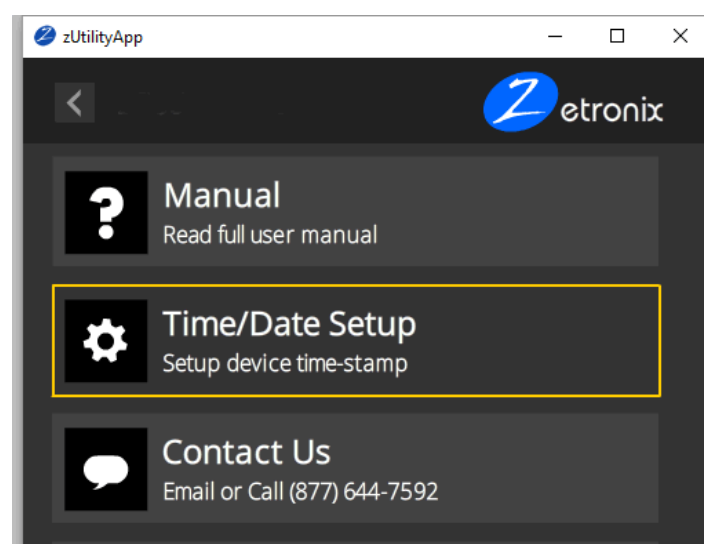 zUtilityApp
Zetronix
Manual
Read full user manual
Time/Date Setup
Setup device time-stamp
Contact Us
Email or Call (877) 644-7592